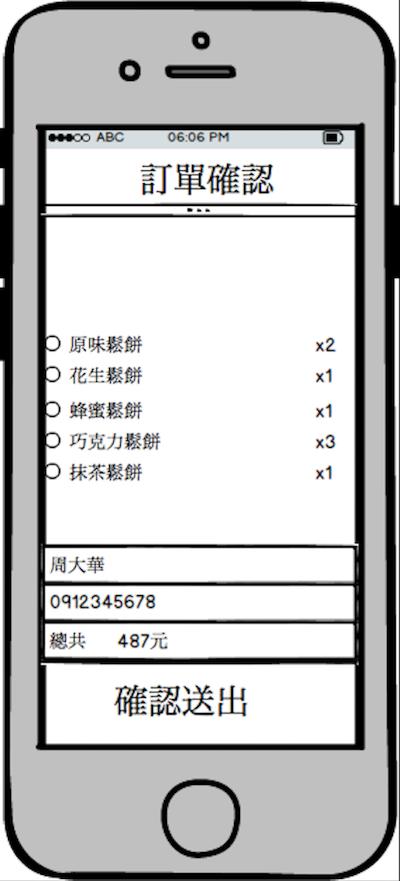 ABC 06:06 PM
訂單確認
原味鬆餅 x2
花生鬆餅 x1
蜂蜜鬆餅 x1
巧克力鬆餅 x3
抹茶鬆餅 x1
周大華
0912345678
總共 487元
確認送出